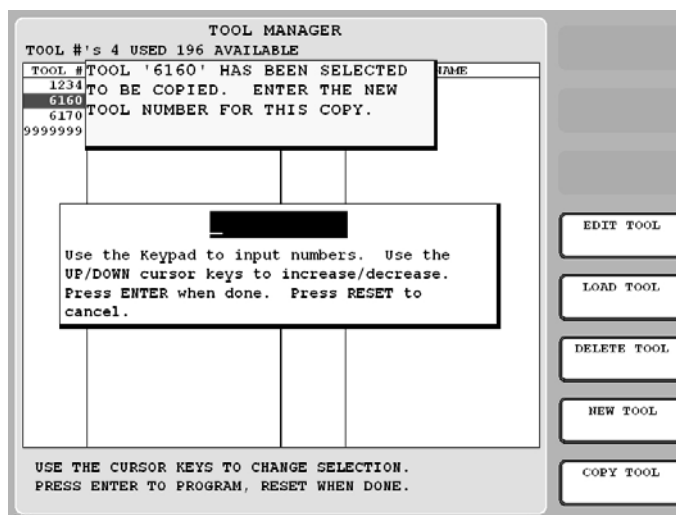 TOOL MANAGER
TOOL #'s 4 USED 196 AVAILABLE
TOOL # NAME
1234
6160
6170
9999999
TOOL '6160' HAS BEEN SELECTED
TO BE COPIED. ENTER THE NEW
TOOL NUMBER FOR THIS COPY.
Use the Keypad to input numbers. Use the
UP/DOWN cursor keys to increase/decrease.
Press ENTER when done. Press RESET to
cancel.
USE THE CURSOR KEYS TO CHANGE SELECTION.
PRESS ENTER TO PROGRAM, RESET WHEN DONE.
EDIT TOOL
LOAD TOOL
DELETE TOOL
NEW TOOL
COPY TOOL